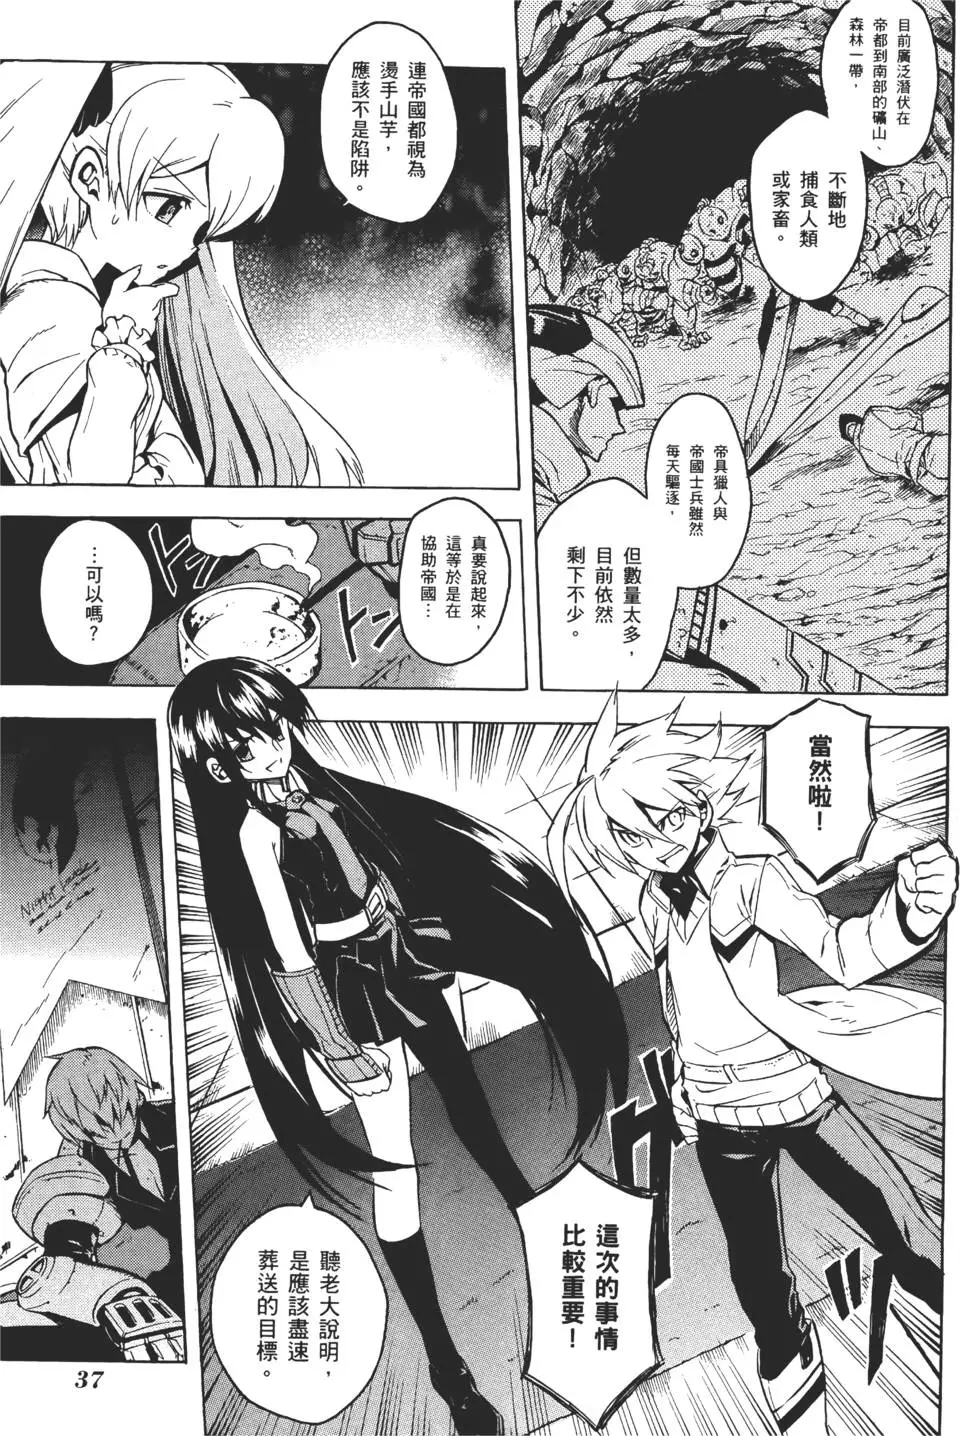 目前廣泛潛伏在
帝都到南部的礦山、
森林一帶，
不斷地
捕食人類
或家畜。
帝具獵人與
帝國士兵雖然
每天驅逐，
但數量太多，
目前依然
剩下不少。
連帝國都視為
燙手山芋，
應該不是陷阱。
真要說起來，
這等於是在
協助帝國…
…可以嗎？
ドッ
ドッ
當然啦！
這次的事情
比較重要！
聽老大說明，
是應該盡速
葬送的目標。
37